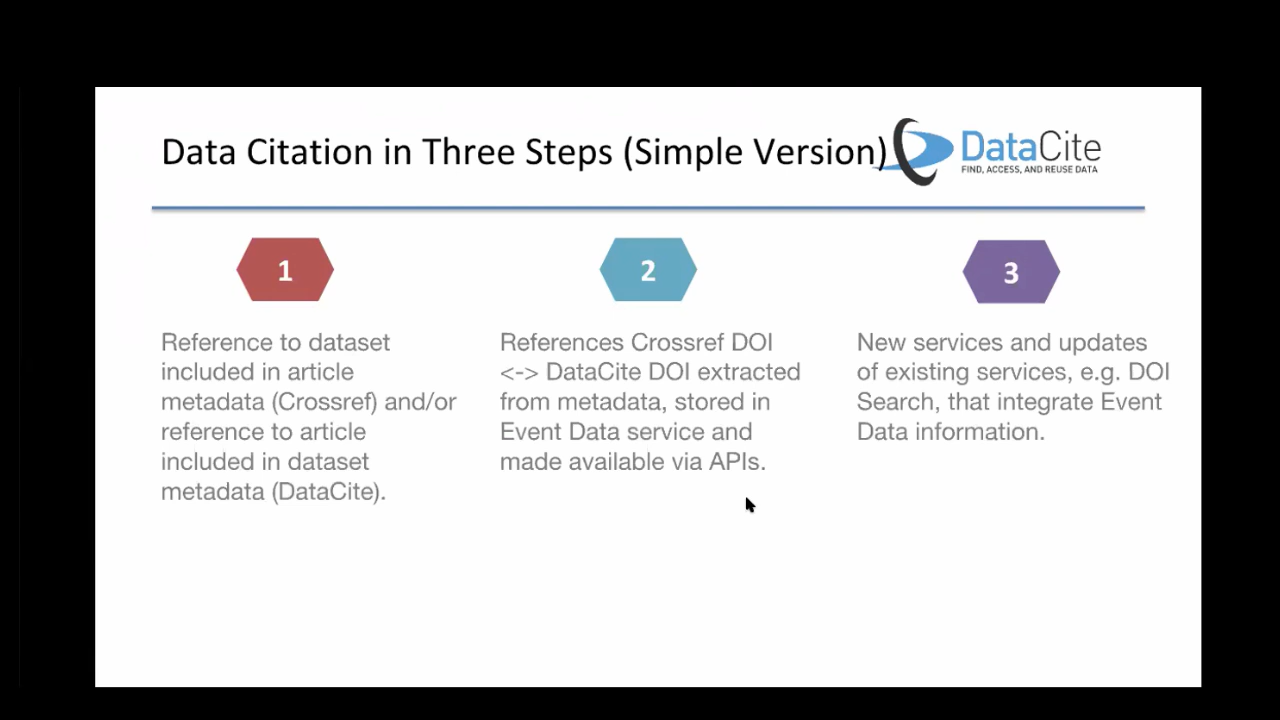 Data Citation in Three Steps (Simple Version)
DataCite
FIND, ACCESS, AND REUSE DATA
1
Reference to dataset
included in article
metadata (Crossref) and/or
reference to article
included in dataset
metadata (DataCite).
2
References Crossref DOI
<-> DataCite DOI extracted
from metadata, stored in
Event Data service and
made available via APIs.
3
New services and updates
of existing services, e.g. DOI
Search, that integrate Event
Data information.